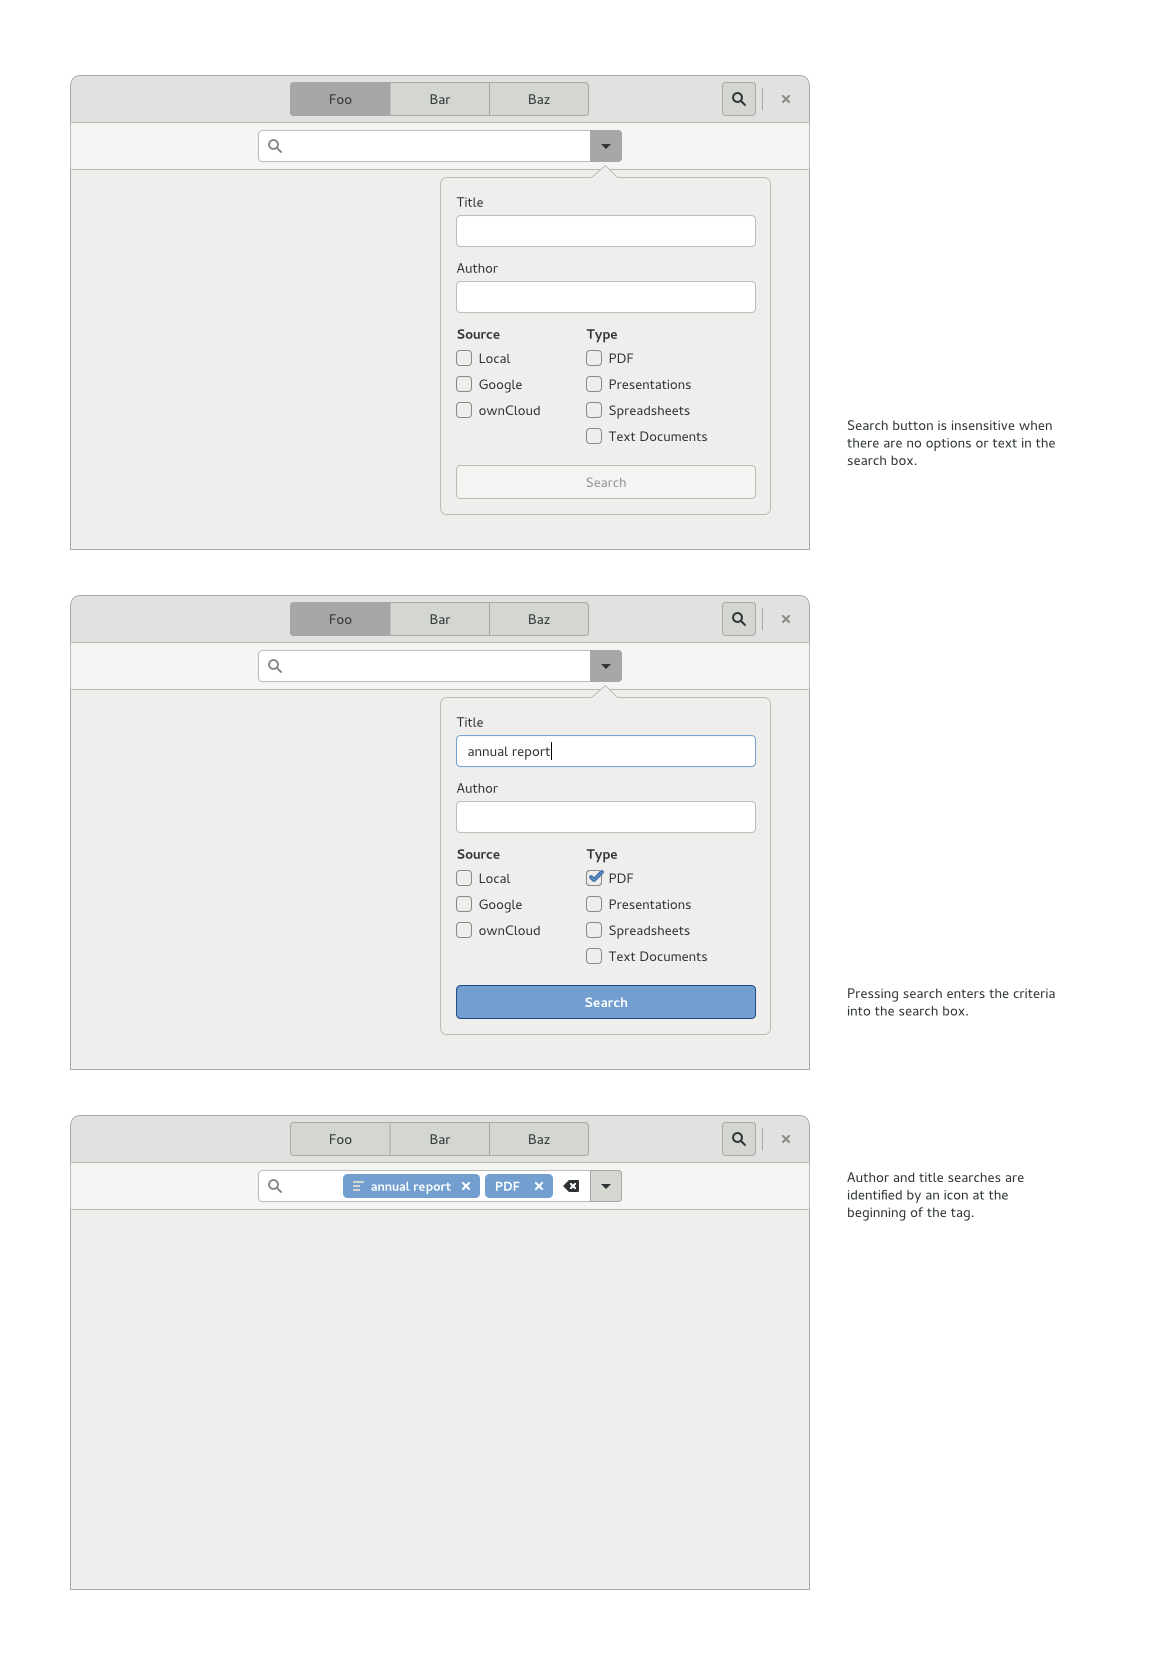 Foo Bar Baz
Title
Author
Source Type
Local PDF
Google Presentations
ownCloud Spreadsheets
Text Documents
Search
Search button is insensitive when
there are no options or text in the
search box.
Foo Bar Baz
Title
annual report
Author
Source Type
Local PDF
Google Presentations
ownCloud Spreadsheets
Text Documents
Search
Pressing search enters the criteria
into the search box.
Foo Bar Baz
annual report PDF
Author and title searches are
identified by an icon at the
beginning of the tag.